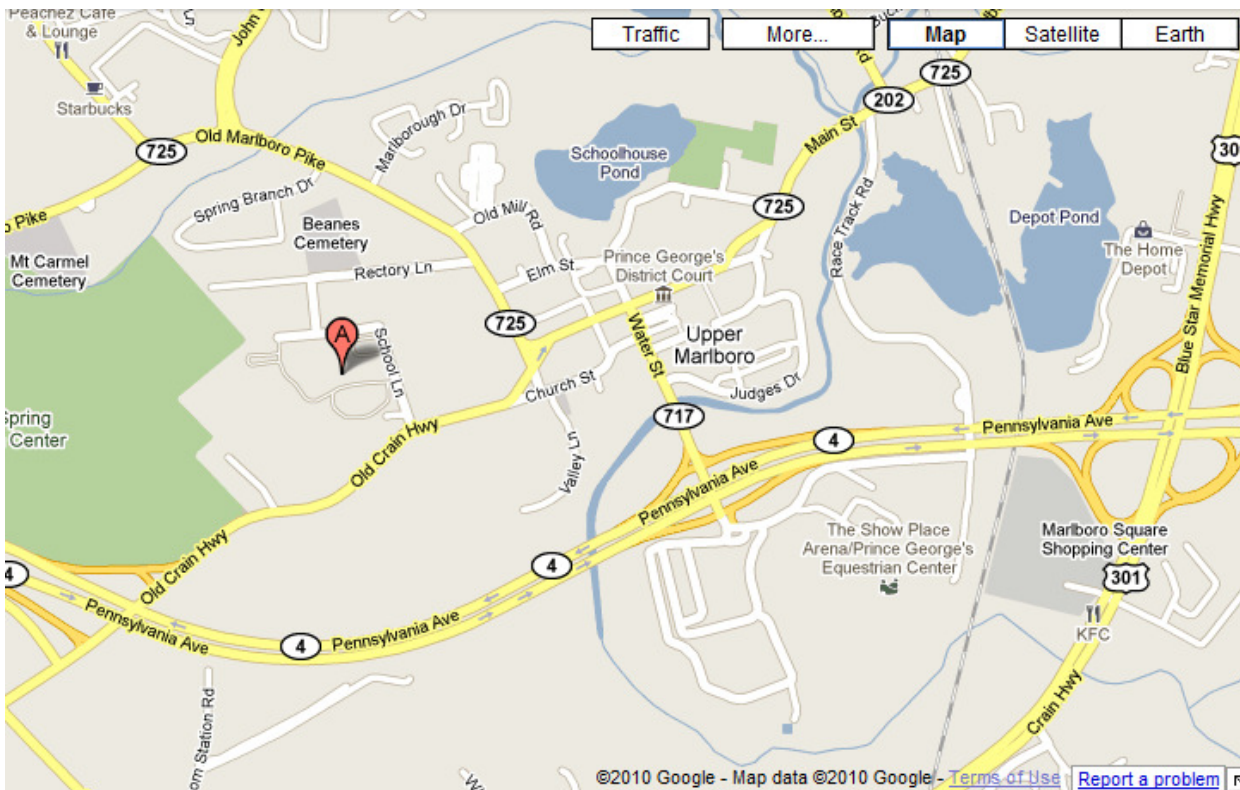 Peachez Cafe
& Lounge
Starbucks
John
Traffic
More...
Map
Satellite
Earth
725
202
Main St
725
Old Marlboro Pike
Marlborough Dr
Schoolhouse
Pond
301
Spring Branch Dr
Old Mill Rd
725
Race Track Rd
Depot Pond
The Home
Depot
Pike
Beanes
Cemetery
Mt Carmel
Cemetery
Rectory Ln
Elm St
Prince George's
District Court
Blue Star Memorial Hwy
A
725
School Ln
Water St
Upper
Marlboro
Church St
Judges Dr
Spring
Center
717
4
Pennsylvania Ave
Old Crain Hwy
Valley Ln
Pennsylvania Ave
The Show Place
Arena/Prince George's
Equestrian Center
Marlboro Square
Shopping Center
Old Crain Hwy
4
4
301
Pennsylvania Ave
4
Pennsylvania Ave
KFC
Station Rd
Crain Hwy
©2010 Google - Map data ©2010 Google - Terms of Use
Report a problem